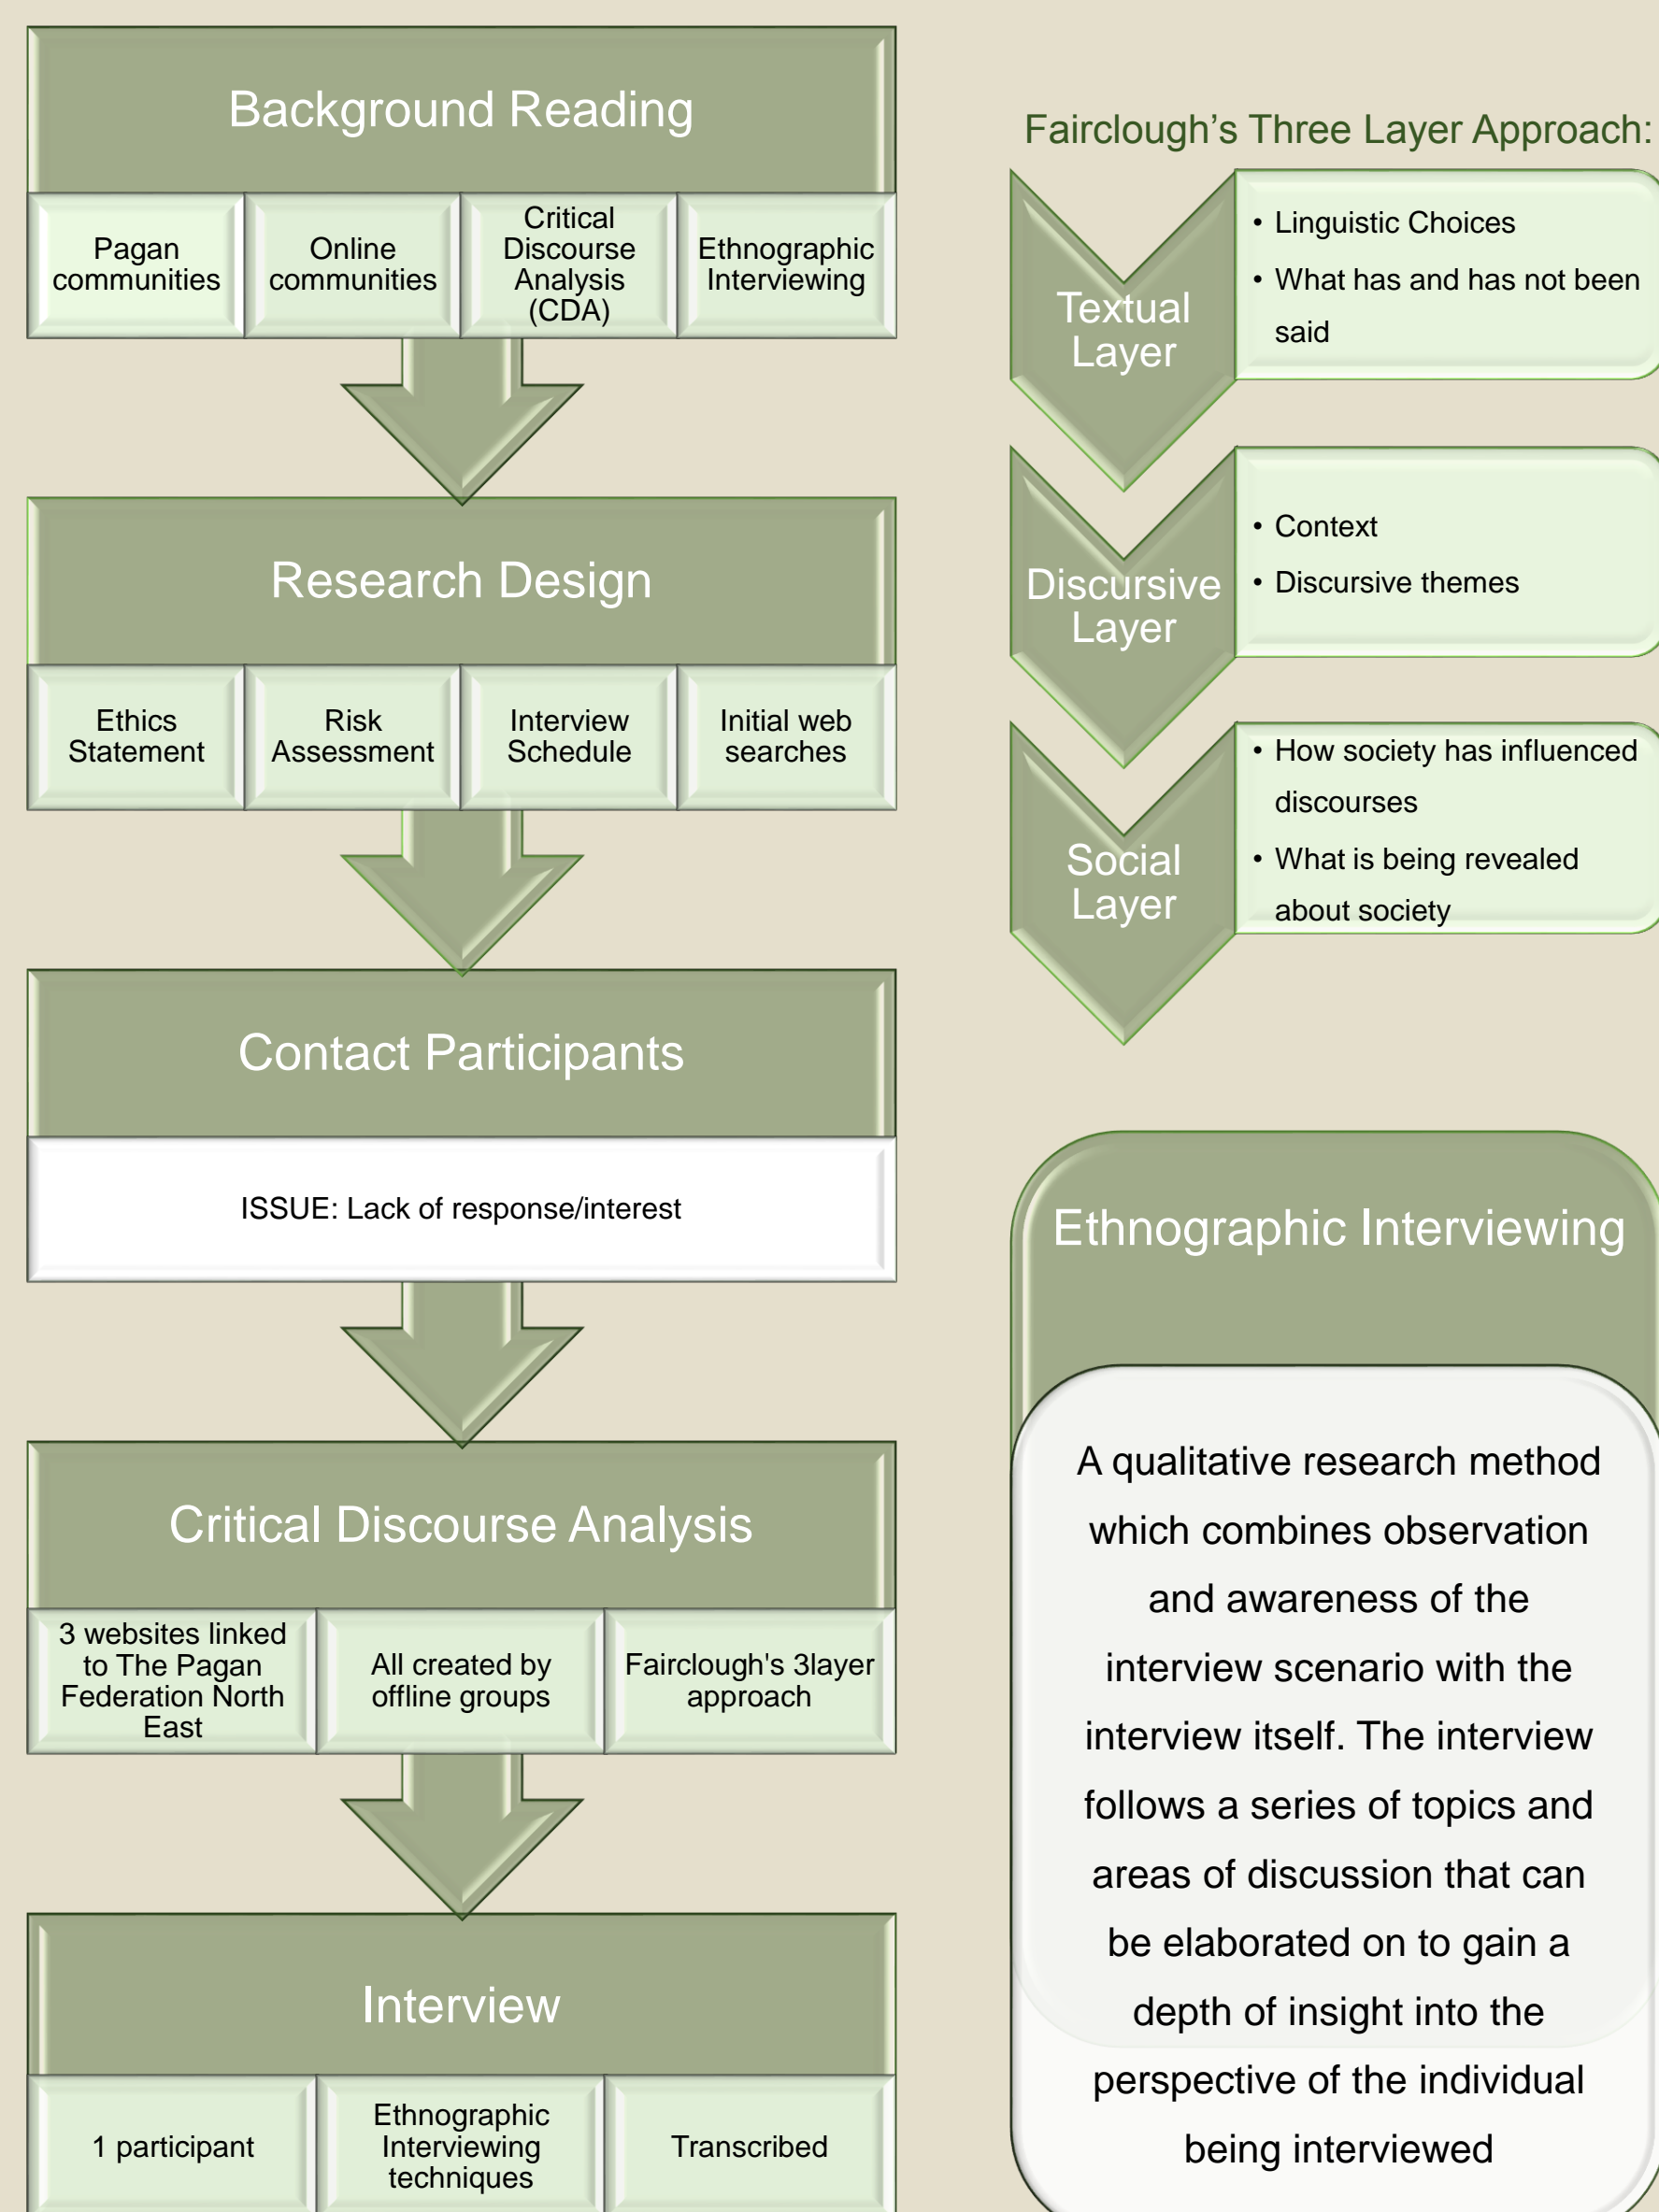 Background Reading
Pagan
communities
Online
communities
Critical
Discourse
Analysis
(CDA)
Ethnographic
Interviewing
Research Design
Ethics
Statement
Risk
Assessment
Interview
Schedule
Initial web
searches
Contact Participants
ISSUE: Lack of response/interest
Critical Discourse Analysis
3 websites linked
to The Pagan
Federation North
East
All created by
offline groups
Fairclough's 3layer
approach
Interview
1 participant
Ethnographic
Interviewing
techniques
Transcribed
Fairclough’s Three Layer Approach:
Textual
Layer
• Linguistic Choices
• What has and has not been
said
Discursive
Layer
• Context
• Discursive themes
Social
Layer
• How society has influenced
discourses
• What is being revealed
about society
Ethnographic Interviewing
A qualitative research method
which combines observation
and awareness of the
interview scenario with the
interview itself. The interview
follows a series of topics and
areas of discussion that can
be elaborated on to gain a
depth of insight into the
perspective of the individual
being interviewed